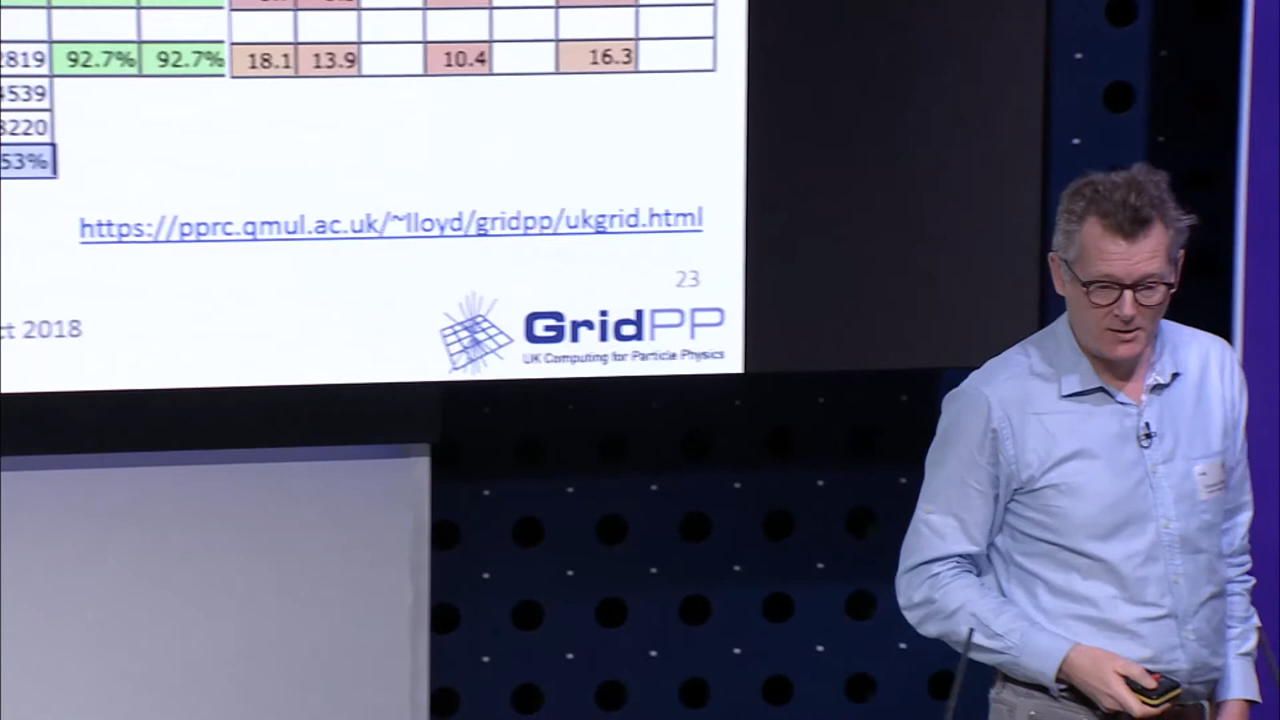 2819 92.7% 92.7% 18.1 13.9 10.4 16.3
4539
3220
53%
https://pprc.qmul.ac.uk/~lloyd/gridpp/ukgrid.html
23
ct 2018
GridPP
UK Computing for Particle Physics